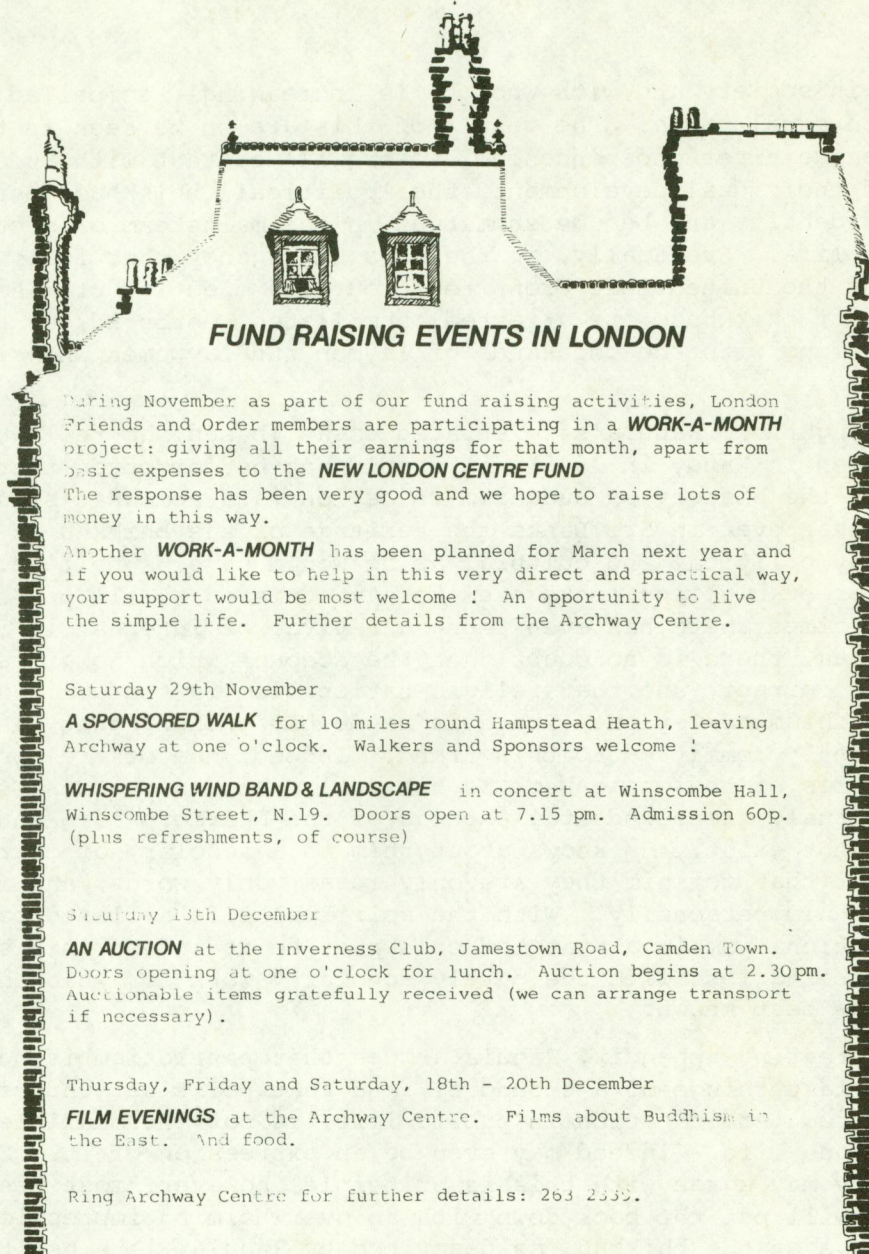 FUND RAISING EVENTS IN LONDON
During November as part of our fund raising activities, London
Friends and Order members are participating in a WORK-A-MONTH
project: giving all their earnings for that month, apart from
basic expenses to the NEW LONDON CENTRE FUND
The response has been very good and we hope to raise lots of
money in this way.
Another WORK-A-MONTH has been planned for March next year and
if you would like to help in this very direct and practical way,
your support would be most welcome ! An opportunity to live
the simple life. Further details from the Archway Centre.
Saturday 29th November
A SPONSORED WALK for 10 miles round Hampstead Heath, leaving
Archway at one o'clock. Walkers and Sponsors welcome !
WHISPERING WIND BAND & LANDSCAPE in concert at Winscombe Hall,
Winscombe Street, N.19. Doors open at 7.15 pm. Admission 60p.
(plus refreshments, of course)
Saturday 13th December
AN AUCTION at the Inverness Club, Jamestown Road, Camden Town.
Doors opening at one o'clock for lunch. Auction begins at 2.30pm.
Auctionable items gratefully received (we can arrange transport
if necessary).
Thursday, Friday and Saturday, 18th - 20th December
FILM EVENINGS at the Archway Centre. Films about Buddhism in
the East. And food.
Ring Archway Centre for further details: 263